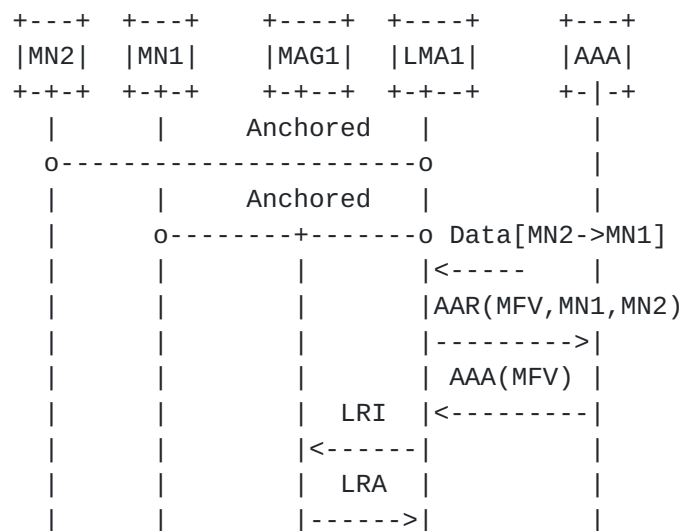 +---+  +---+     +----+  +----+      +---+
|MN2|  |MN1|     |MAG1|  |LMA1|      |AAA|
+-+-+  +-+-+     +-+--+  +-+--+      +-|-+
  |      |     Anchored   |          |
  o-----------------------o          |
  |      |     Anchored   |          |
  |      o--------+-------o Data[MN2->MN1]
  |      |        |       |<-----    |
  |      |        |       |AAR(MFV,MN1,MN2)
  |      |        |       |--------->|
  |      |        |       | AAA(MFV) |
  |      |        |  LRI  |<---------|
  |      |        |<------|          |
  |      |        |  LRA  |          |
  |      |        |------>|          |